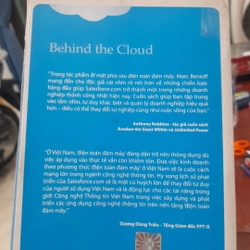 Behind the Cloud
"Trong tác phẩm Bí mật phía sau điện toán đám mây, Marc Benioff
mang đến cho độc giả cái nhìn rõ nét hơn về những chiến lược
hàng đầu giúp Salesforce.com trở thành một trong những doanh
nghiệp thành công nhất hiện nay. Cuốn sách giúp bạn tập trung
vào tầm nhìn, tư duy khác biệt và quản lý doanh nghiệp hiệu quả
hơn – điều có thể thay đổi sự nghiệp cũng như cuộc sống của bạn."
Anthony Robbins - tác giả cuốn sách
Awaken the Giant Within và Unlimited Power
"Ở Việt Nam, 'điện toán đám mây' đang dần trở nên thông dụng dù
việc áp dụng vào thực tế vẫn còn khiêm tốn. Đưa việc kinh doanh
theo phương thức 'điện toán đám mây' ở Việt Nam sẽ là cuộc cách
mạng lớn trong ngành công nghệ thông tin. Hy vọng lịch sử phát
triển của Salesforce.com sẽ là một cú huých lớn để thay đổi tư duy
của người sử dụng Việt Nam và là động lực cho các tài năng trong
giới Công nghệ Thông tin Việt Nam trong việc áp dụng và phát
triển các ứng dụng công nghệ thông tin trên nền tảng 'điện toán
đám mây'."
Dương Dũng Triều – Tổng Giám đốc FPT IS